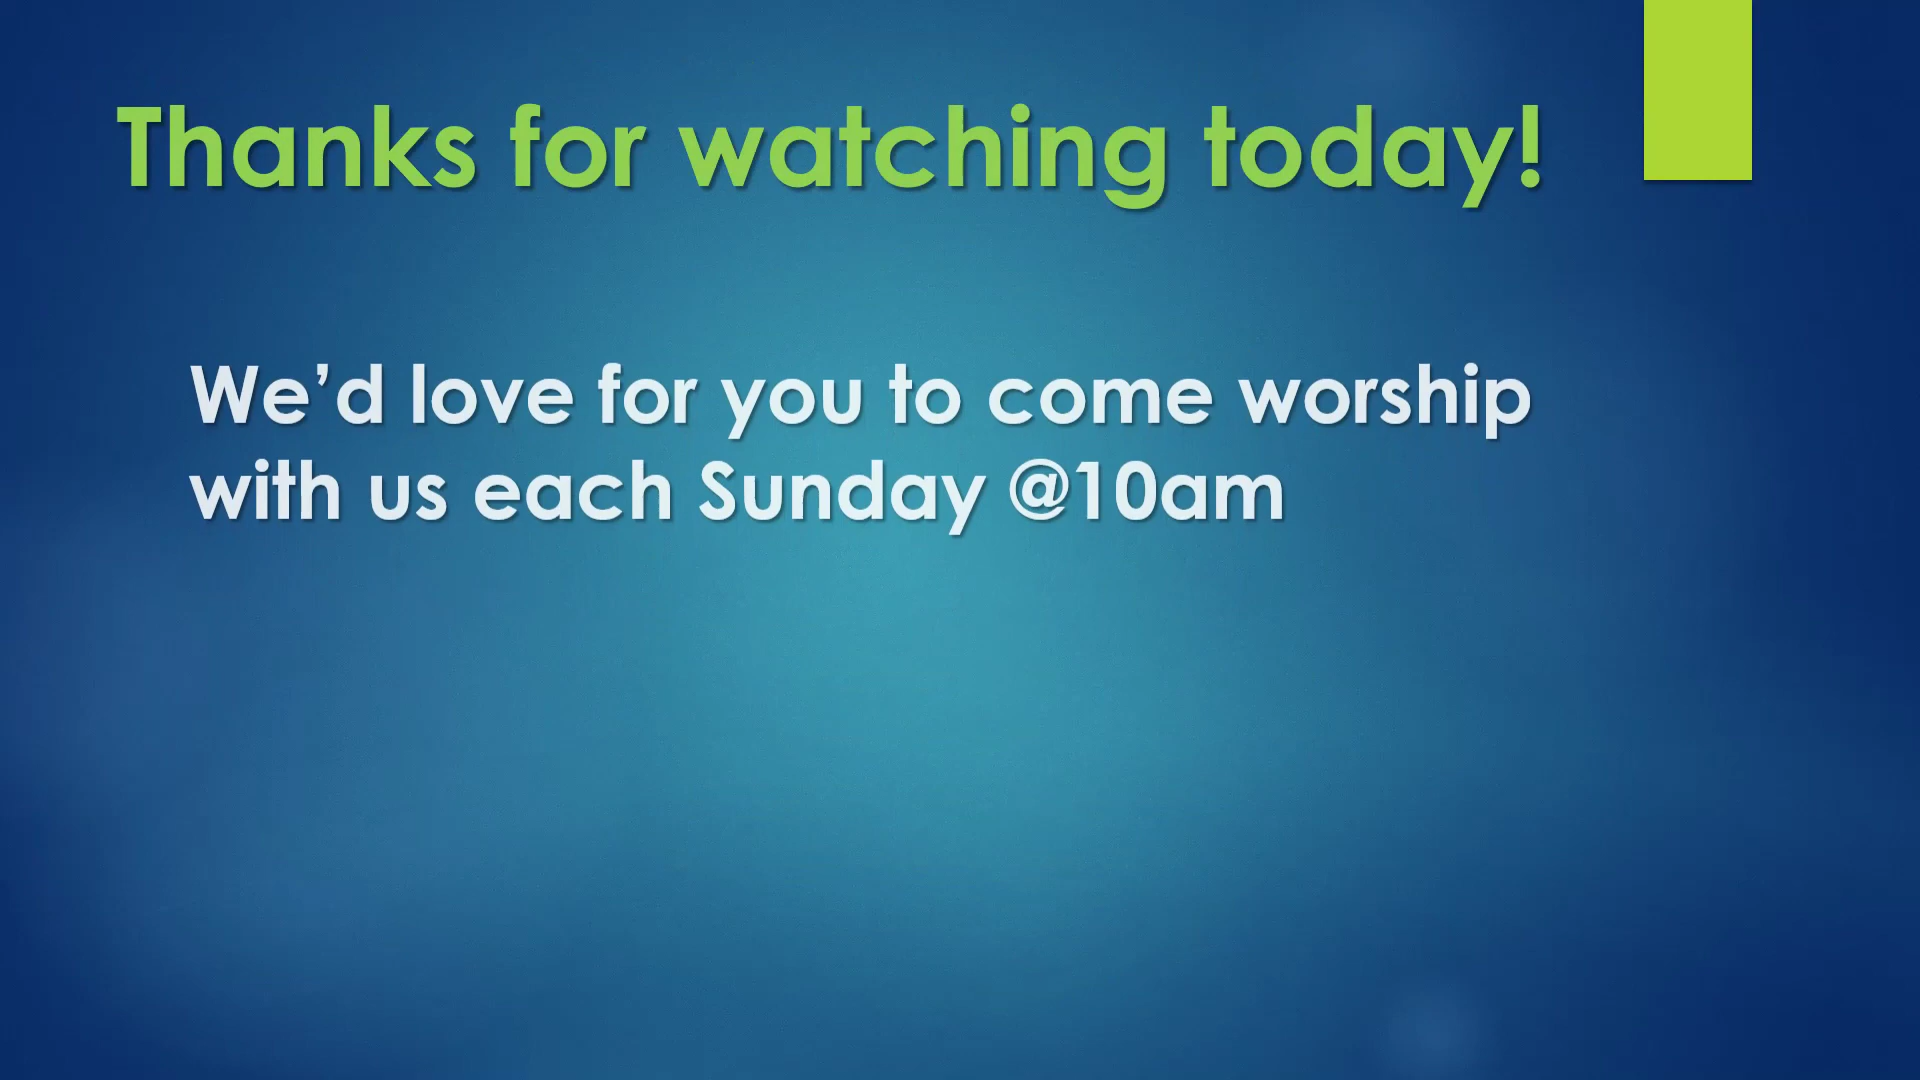 Thanks for watching today!
We’d love for you to come worship
with us each Sunday @10am